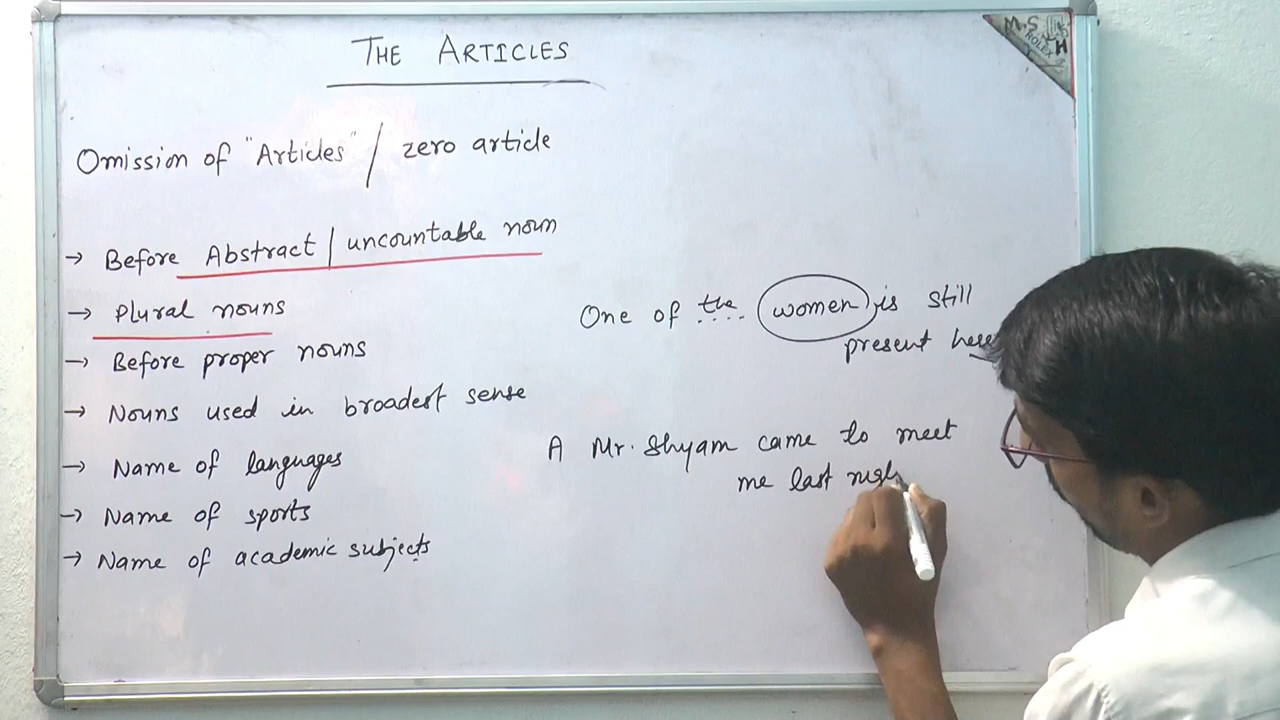 THE ARTICLES
Omission of "Articles" / zero article
→ Before Abstract / uncountable noun
→ Plural nouns
→ Before proper nouns
→ Nouns used in broadest sense
→ Name of languages
→ Name of sports
→ Name of academic subjects
One of the women is still
present here
A Mr. Shyam came to meet
me last nigh
M.S
ROLEX
H